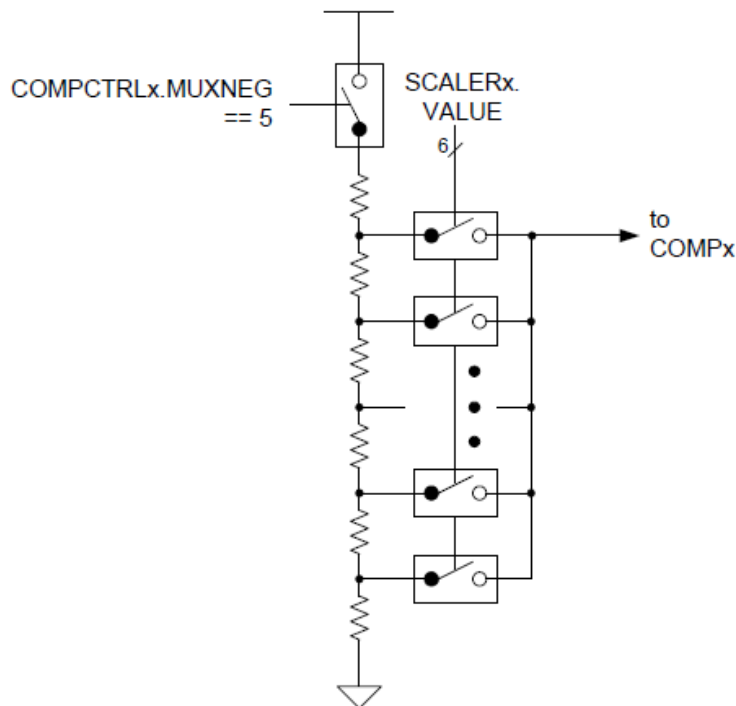 COMPCTRLx.MUXNEG
== 5
SCALERx.
VALUE
6
to
COMPx